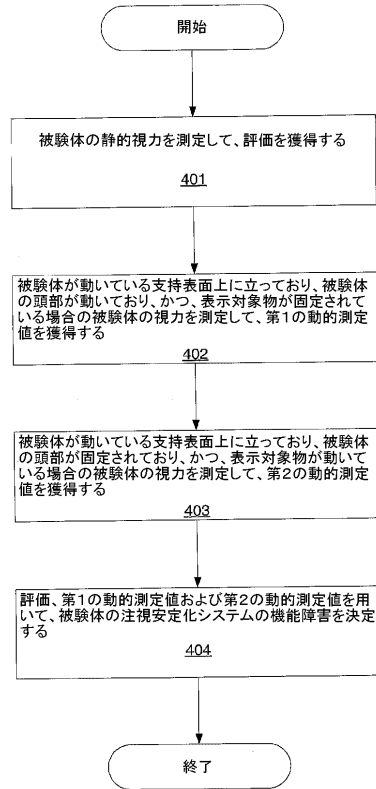 開始
被験体の静的視力を測定して、評価を獲得する
401
被験体が動いている支持表面上に立っており、被験体
の頭部が動いており、かつ、表示対象物が固定されて
いる場合の被験体の視力を測定して、第1の動的測定
値を獲得する
402
被験体が動いている支持表面上に立っており、被験体
の頭部が固定されており、かつ、表示対象物が動いて
いる場合の被験体の視力を測定して、第2の動的測定
値を獲得する
403
評価、第1の動的測定値および第2の動的測定値を用
いて、被験体の注視安定化システムの機能障害を決定
する
404
終了